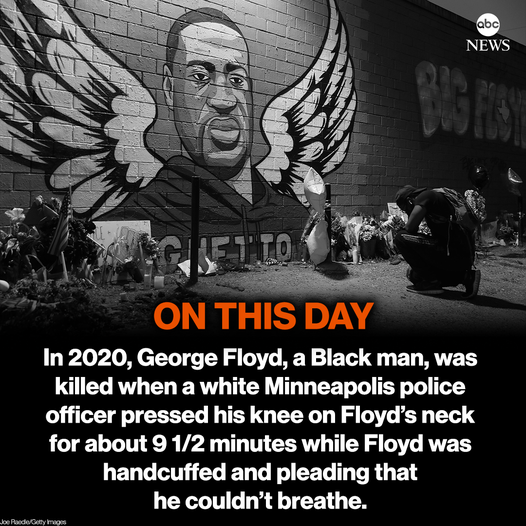 abc
NEWS
BIG FLOYD
GHETTO
ON THIS DAY
In 2020, George Floyd, a Black man, was
killed when a white Minneapolis police
officer pressed his knee on Floyd's neck
for about 9 1/2 minutes while Floyd was
handcuffed and pleading that
he couldn't breathe.
Joe Raedle/Getty Images